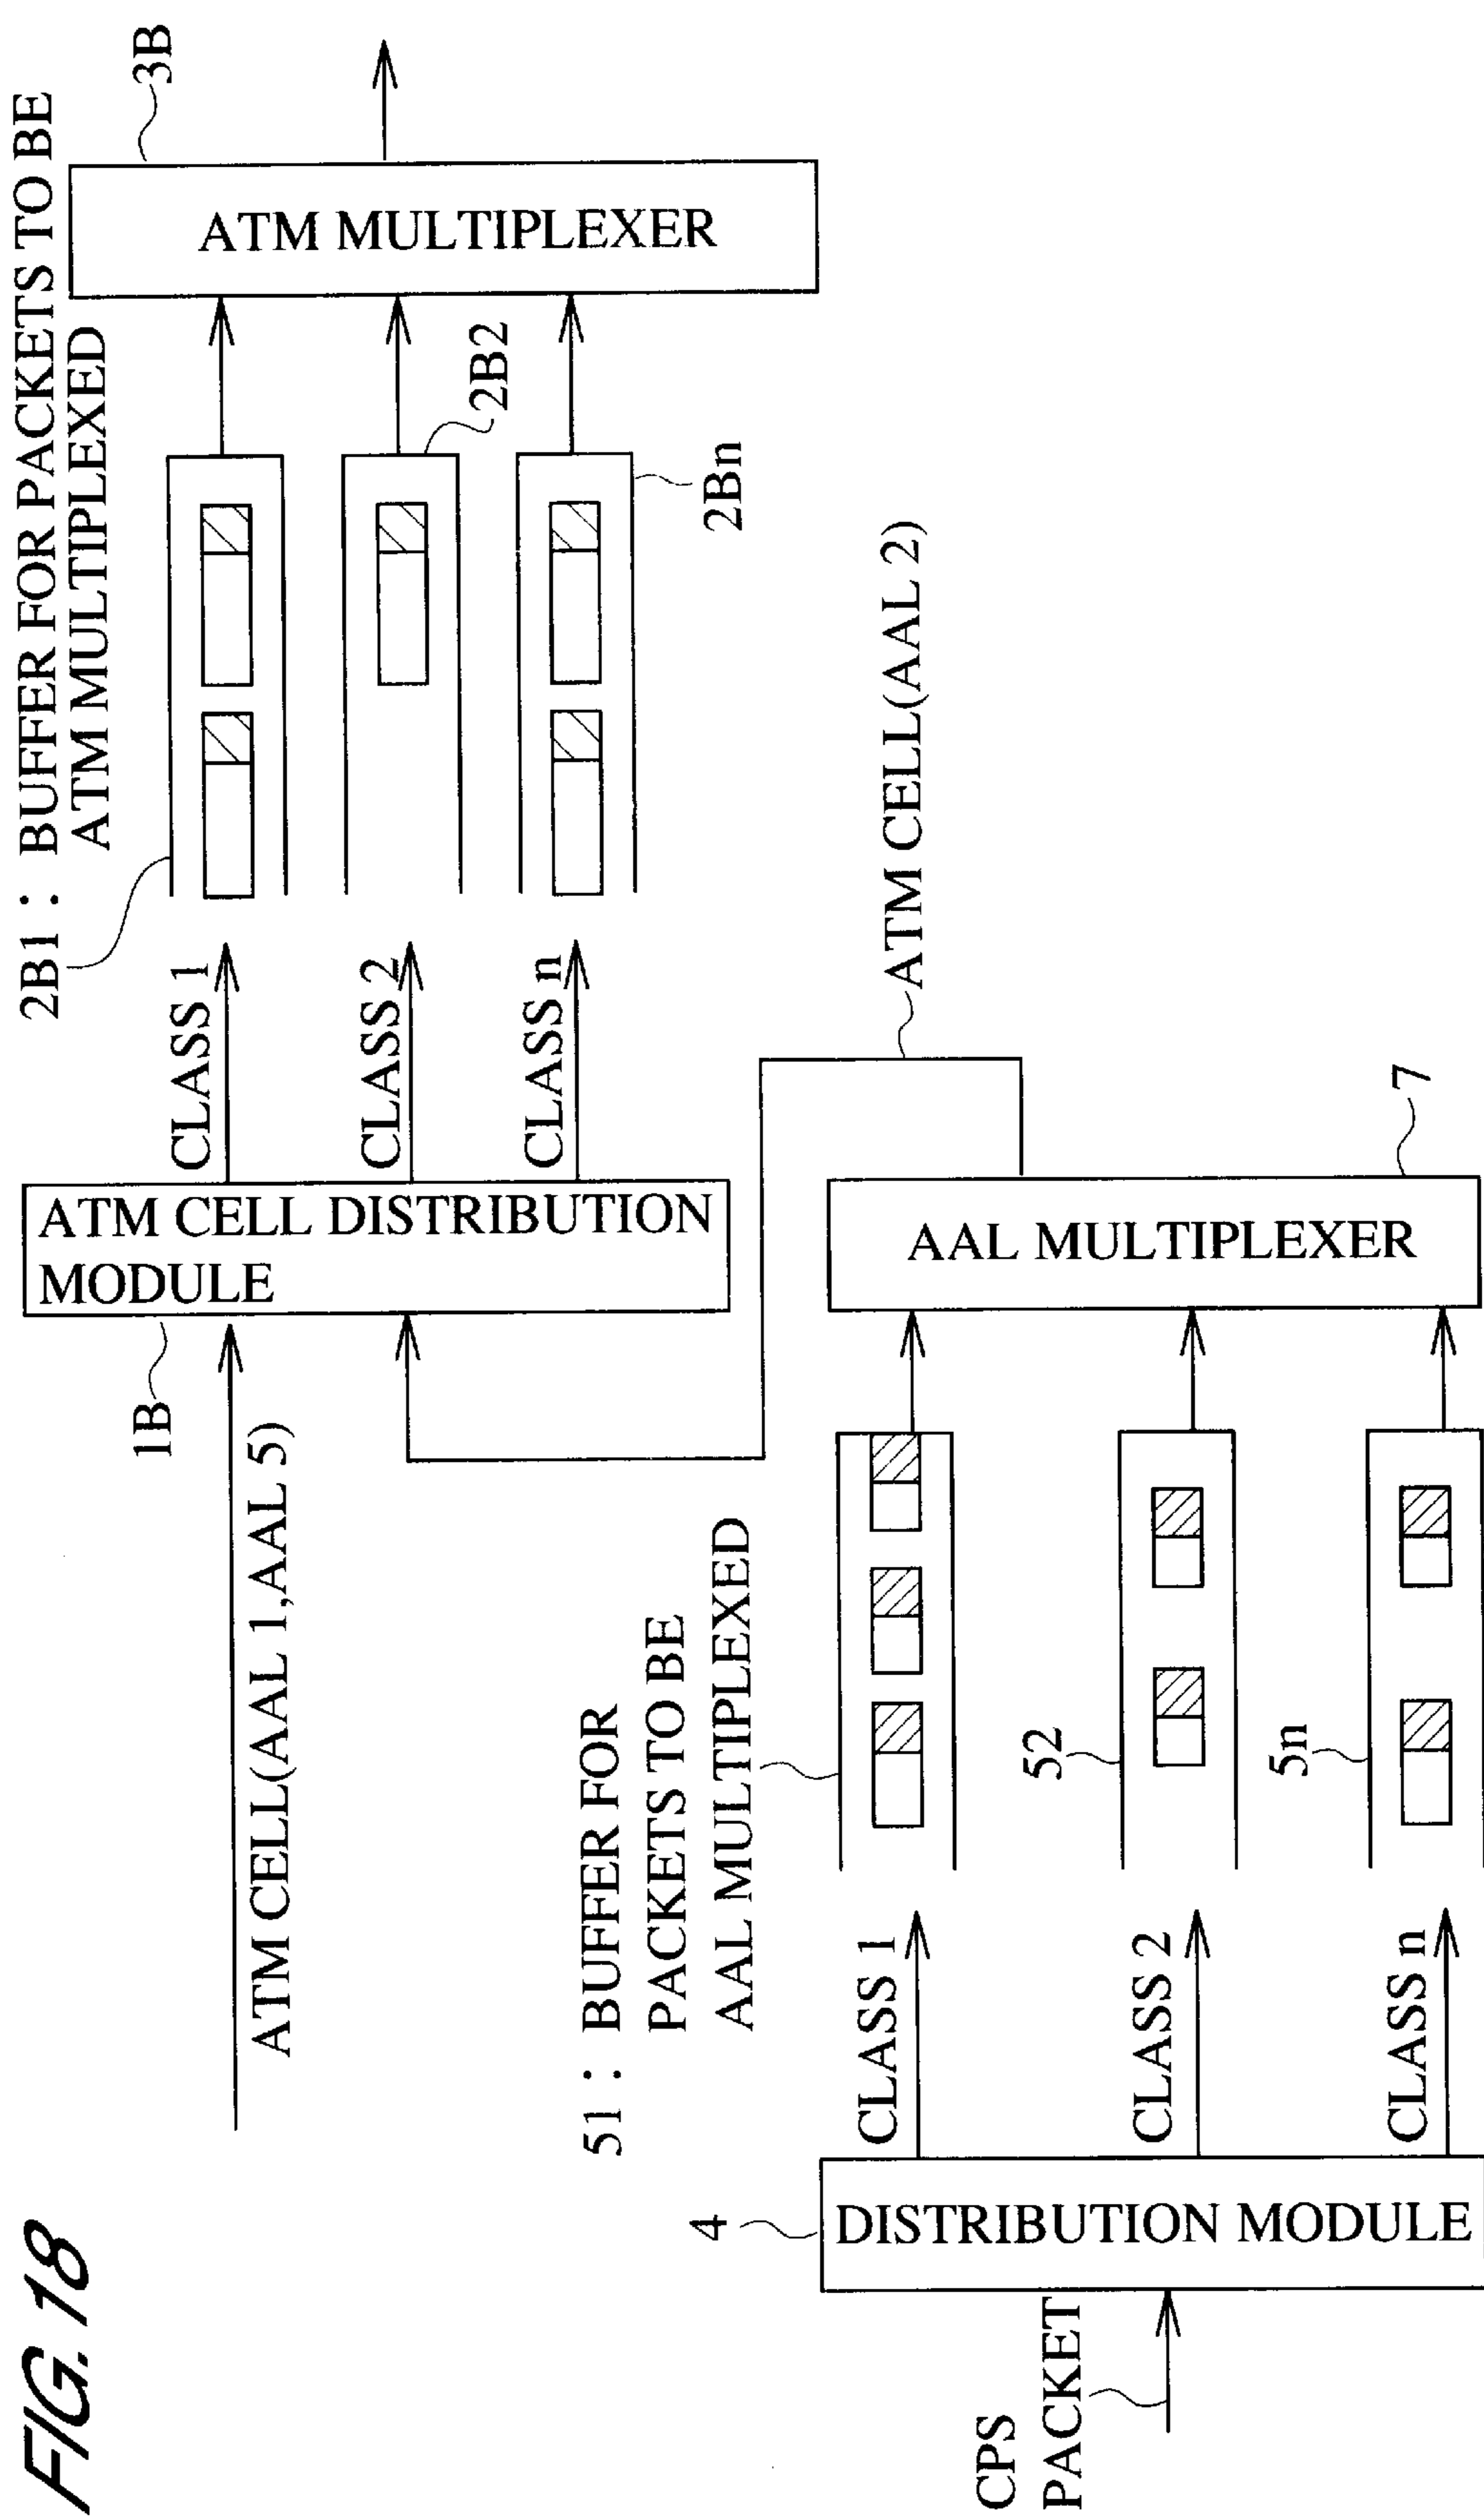 FIG. 18
2B1 : BUFFER FOR PACKETS TO BE
ATM MULTIPLEXED
3B
1B
ATM CELL DISTRIBUTION
MODULE
CLASS 1
CLASS 2
CLASS n
2B2
2Bn
ATM MULTIPLEXER
ATM CELL(AAL 1,AAL 5)
ATM CELL(AAL 2)
51 : BUFFER FOR
PACKETS TO BE
AAL MULTIPLEXED
4
DISTRIBUTION MODULE
CPS
PACKET
CLASS 1
CLASS 2
CLASS n
52
5n
AAL MULTIPLEXER
7